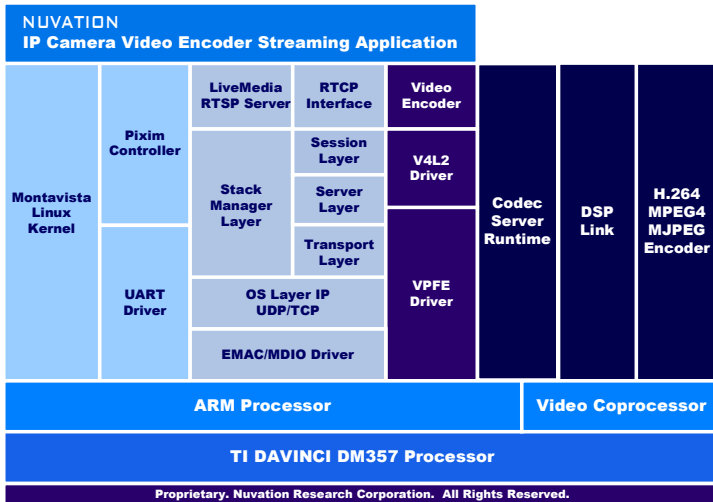 NUVATION
IP Camera Video Encoder Streaming Application
Montavista
Linux
Kernel
Pixim
Controller
UART
Driver
LiveMedia
RTSP Server
RTCP
Interface
Stack
Manager
Layer
Session
Layer
Server
Layer
Transport
Layer
OS Layer IP
UDP/TCP
EMAC/MDIO Driver
Video
Encoder
V4L2
Driver
VPFE
Driver
Codec
Server
Runtime
DSP
Link
H.264
MPEG4
MJPEG
Encoder
ARM Processor
Video Coprocessor
TI DAVINCI DM357 Processor
Proprietary. Nuvation Research Corporation. All Rights Reserved.